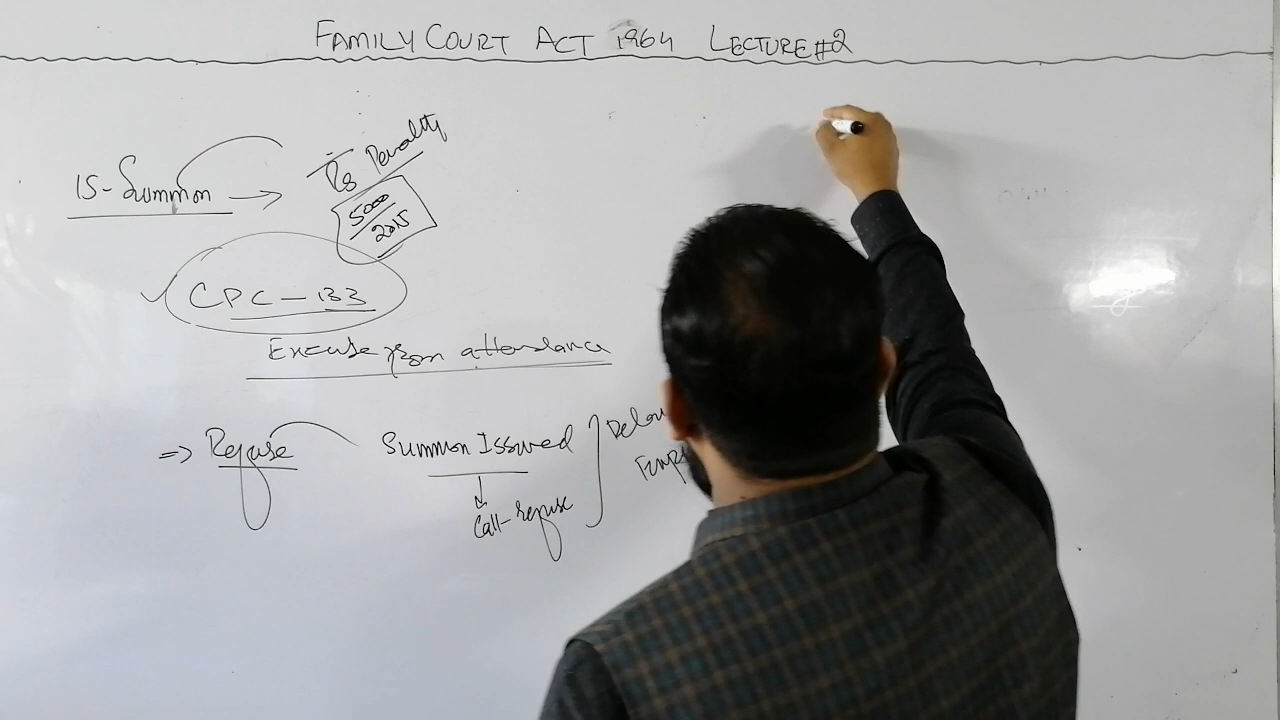 FAMILY COURT ACT 1964 LECTURE #2
15 - Summon → Rs Penality
5000
2015
✓ CPC - 133
Excuse from attendance
⇒ Refuse Summon Issued
↓
Call - refuse